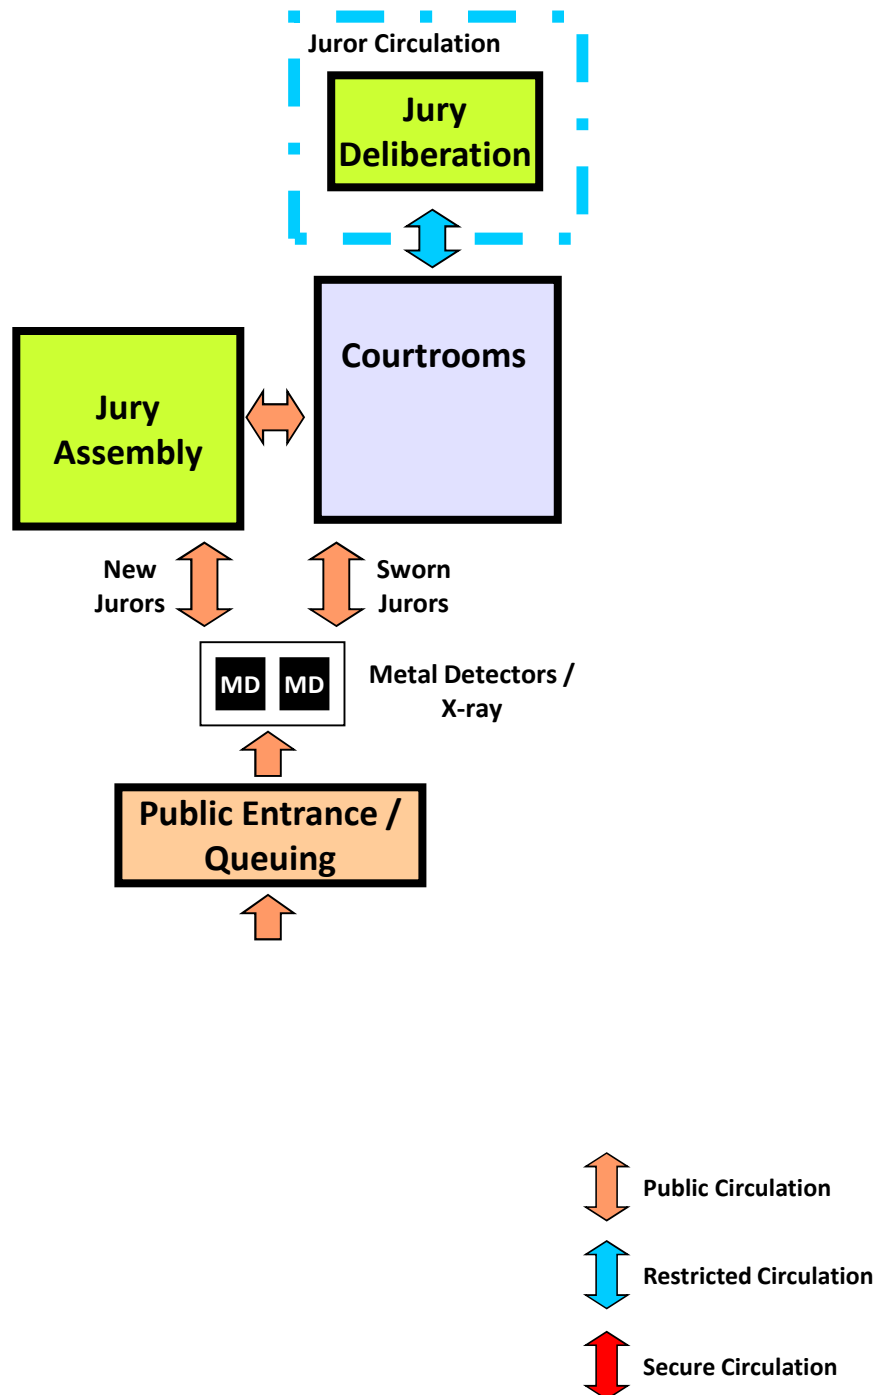 Juror Circulation
Jury
Deliberation
Courtrooms
Jury
Assembly
New
Jurors
Sworn
Jurors
MD MD
Metal Detectors /
X-ray
Public Entrance /
Queuing
Public Circulation
Restricted Circulation
Secure Circulation